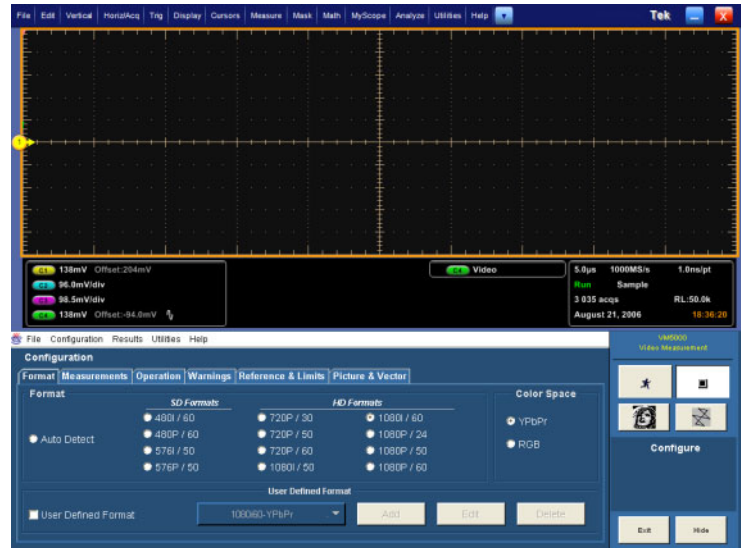 File Edit Vertical Horiz/Acq Trig Display Cursors Measure Mask Math MyScope Analyze Utilities Help Tek X
1
C1 138mV Offset:204mV
C2 96.0mV/div
C3 98.5mV/div
C4 138mV Offset:-94.0mV
C4 Video
5.0µs 1000MS/s 1.0ns/pt
Run Sample
3 035 acqs RL:50.0k
August 21, 2006 18:36:20
File Configuration Results Utilities Help
Configuration
Format Measurements Operation Warnings Reference & Limits Picture & Vector
Format
SD Formats HD Formats
Auto Detect
480I / 60 720P / 30 1080I / 60
480P / 60 720P / 50 1080P / 24
576I / 50 720P / 60 1080P / 50
576P / 50 1080I / 50 1080P / 60
Color Space
YPbPr
RGB
User Defined Format
User Defined Format 1080i60-YPbPr Add Edit Delete
VM6000
Video Measurement
Configure
Exit Hide